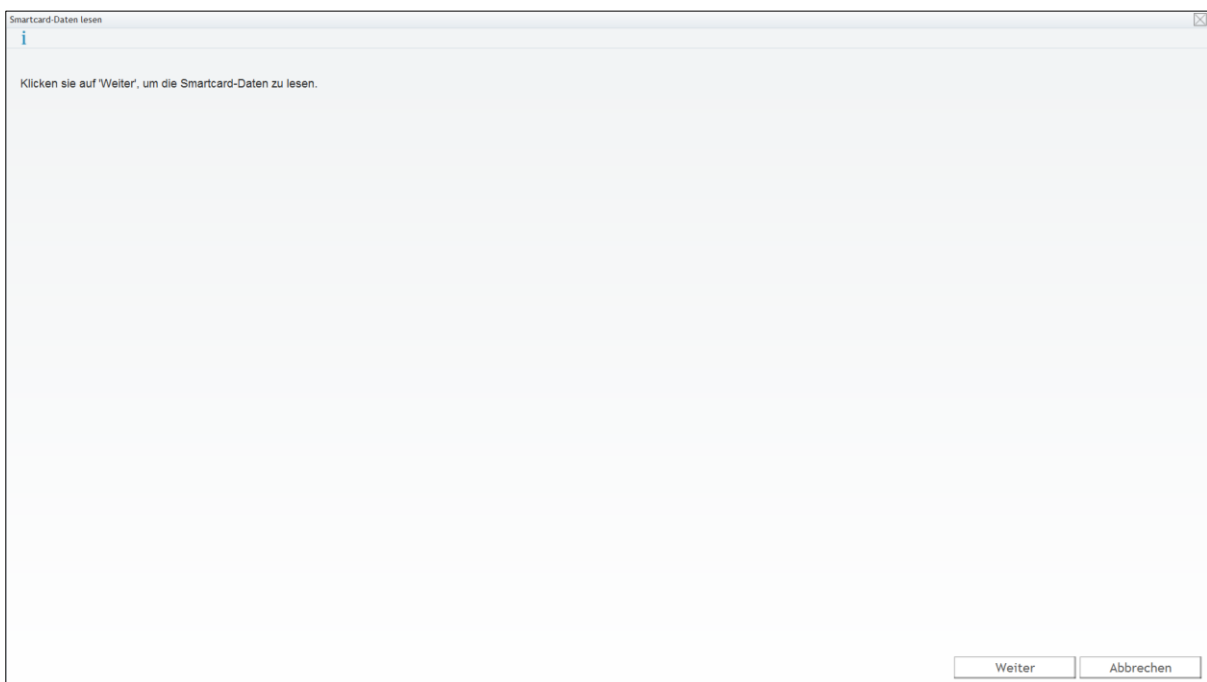 Smartcard-Daten lesen
i
Klicken sie auf 'Weiter', um die Smartcard-Daten zu lesen.
Weiter
Abbrechen